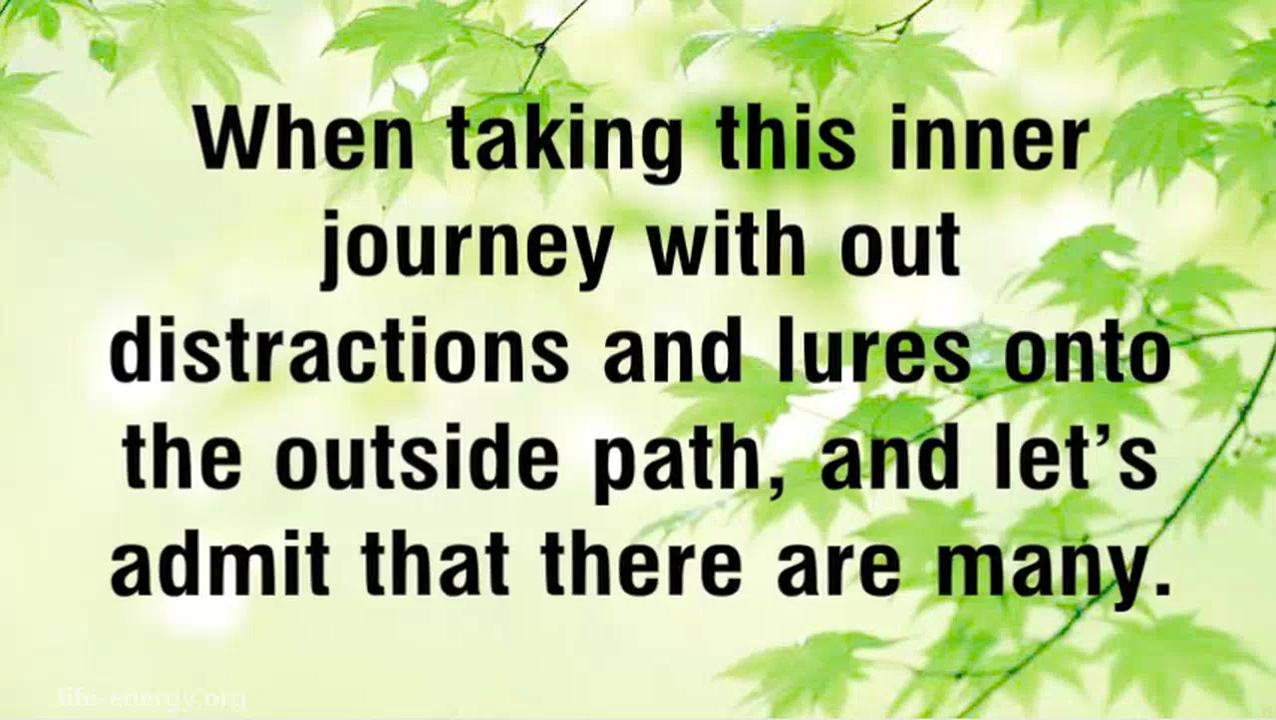 When taking this inner
journey with out
distractions and lures onto
the outside path, and let’s
admit that there are many.
life-energy.org